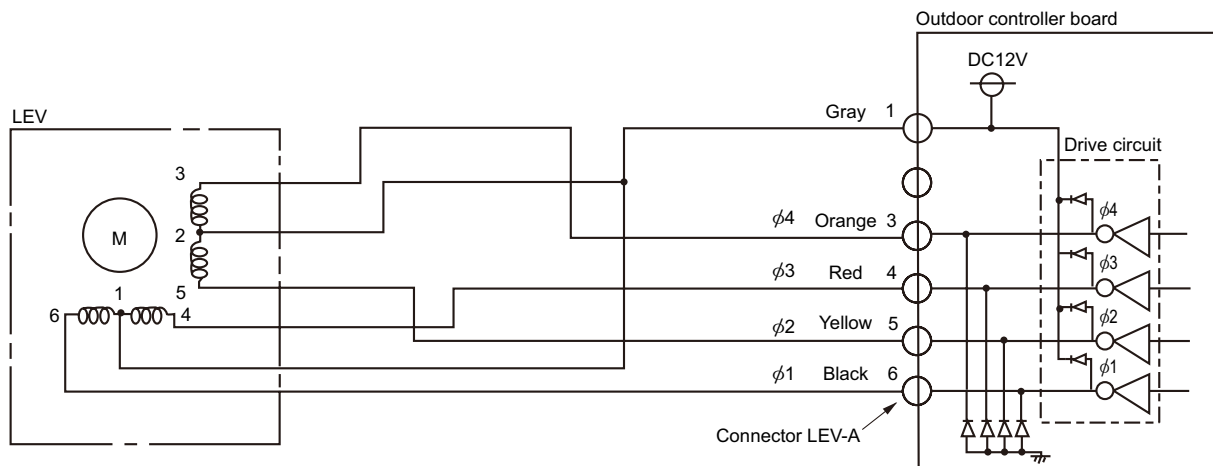 Outdoor controller board
DC12V
LEV
Gray 1
Drive circuit
3
ϕ4 Orange 3
ϕ4
M
2
ϕ3 Red 4
ϕ3
5
1
6
4
ϕ2 Yellow 5
ϕ2
ϕ1 Black 6
ϕ1
Connector LEV-A